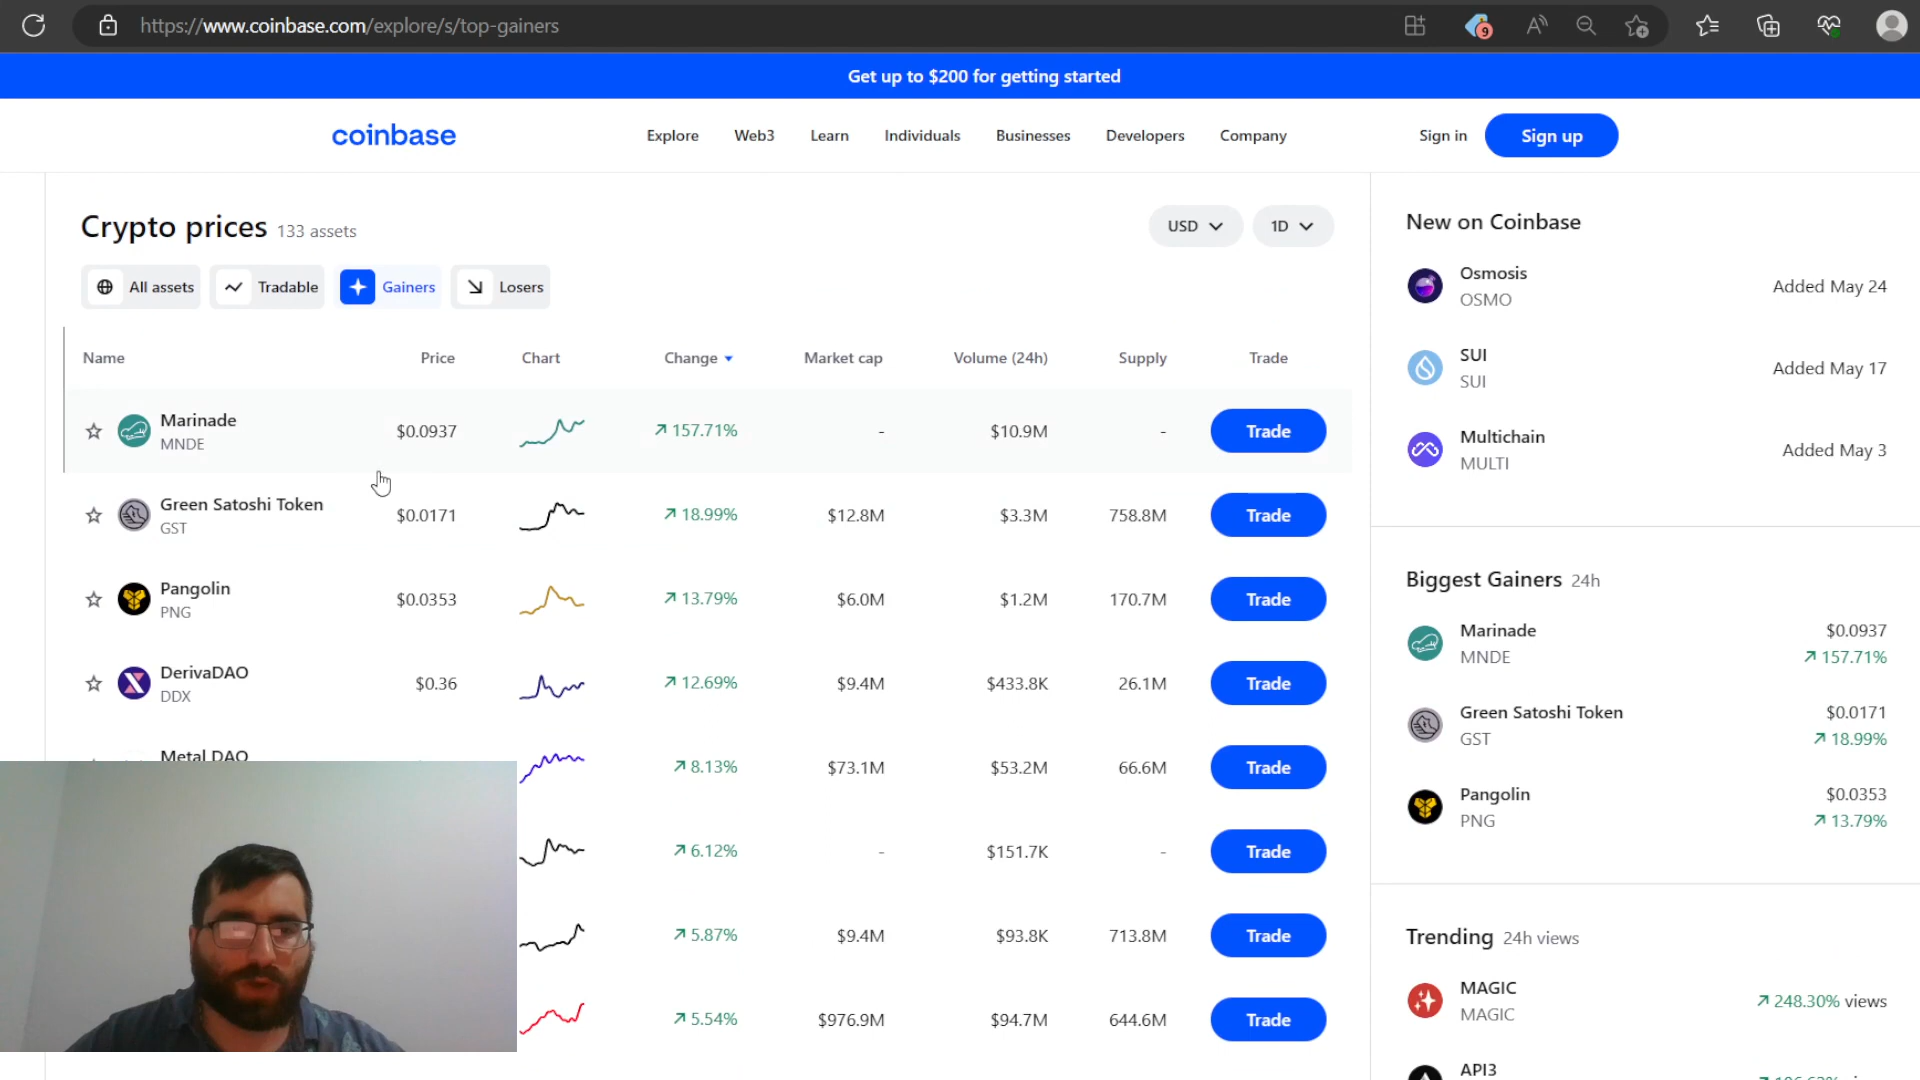 https://www.coinbase.com/explore/s/top-gainers
9
Get up to $200 for getting started
coinbase
Explore Web3 Learn Individuals Businesses Developers Company
Sign in Sign up
Crypto prices 133 assets
USD 1D
All assets Tradable Gainers Losers
Name Price Chart Change Market cap Volume (24h) Supply Trade
Marinade
MNDE
$0.0937 157.71% - $10.9M - Trade
Green Satoshi Token
GST
$0.0171 18.99% $12.8M $3.3M 758.8M Trade
Pangolin
PNG
$0.0353 13.79% $6.0M $1.2M 170.7M Trade
DerivaDAO
DDX
$0.36 12.69% $9.4M $433.8K 26.1M Trade
Metal DAO
8.13% $73.1M $53.2M 66.6M Trade
6.12% - $151.7K - Trade
5.87% $9.4M $93.8K 713.8M Trade
5.54% $976.9M $94.7M 644.6M Trade
New on Coinbase
Osmosis
OSMO
Added May 24
SUI
SUI
Added May 17
Multichain
MULTI
Added May 3
Biggest Gainers 24h
Marinade $0.0937
MNDE 157.71%
Green Satoshi Token $0.0171
GST 18.99%
Pangolin $0.0353
PNG 13.79%
Trending 24h views
MAGIC
MAGIC
248.30% views
API3